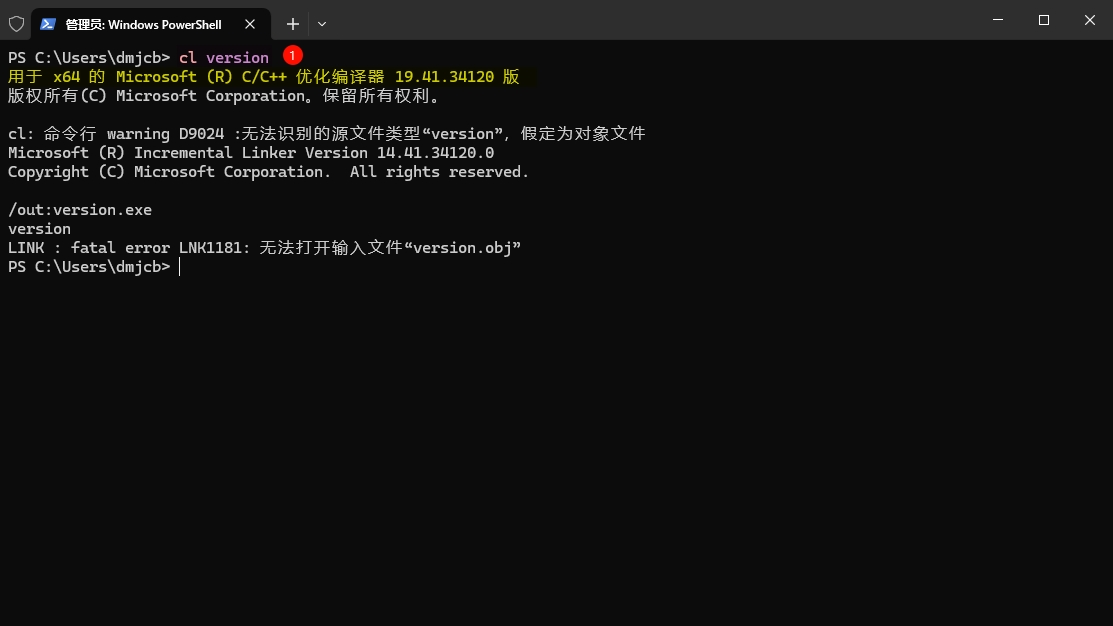 管理员: Windows PowerShell
PS C:\Users\dmjcb> cl version 1
用于 x64 的 Microsoft (R) C/C++ 优化编译器 19.41.34120 版
版权所有(C) Microsoft Corporation。保留所有权利。
cl: 命令行 warning D9024 :无法识别的源文件类型“version”，假定为对象文件
Microsoft (R) Incremental Linker Version 14.41.34120.0
Copyright (C) Microsoft Corporation.  All rights reserved.
/out:version.exe
version
LINK : fatal error LNK1181: 无法打开输入文件“version.obj”
PS C:\Users\dmjcb>